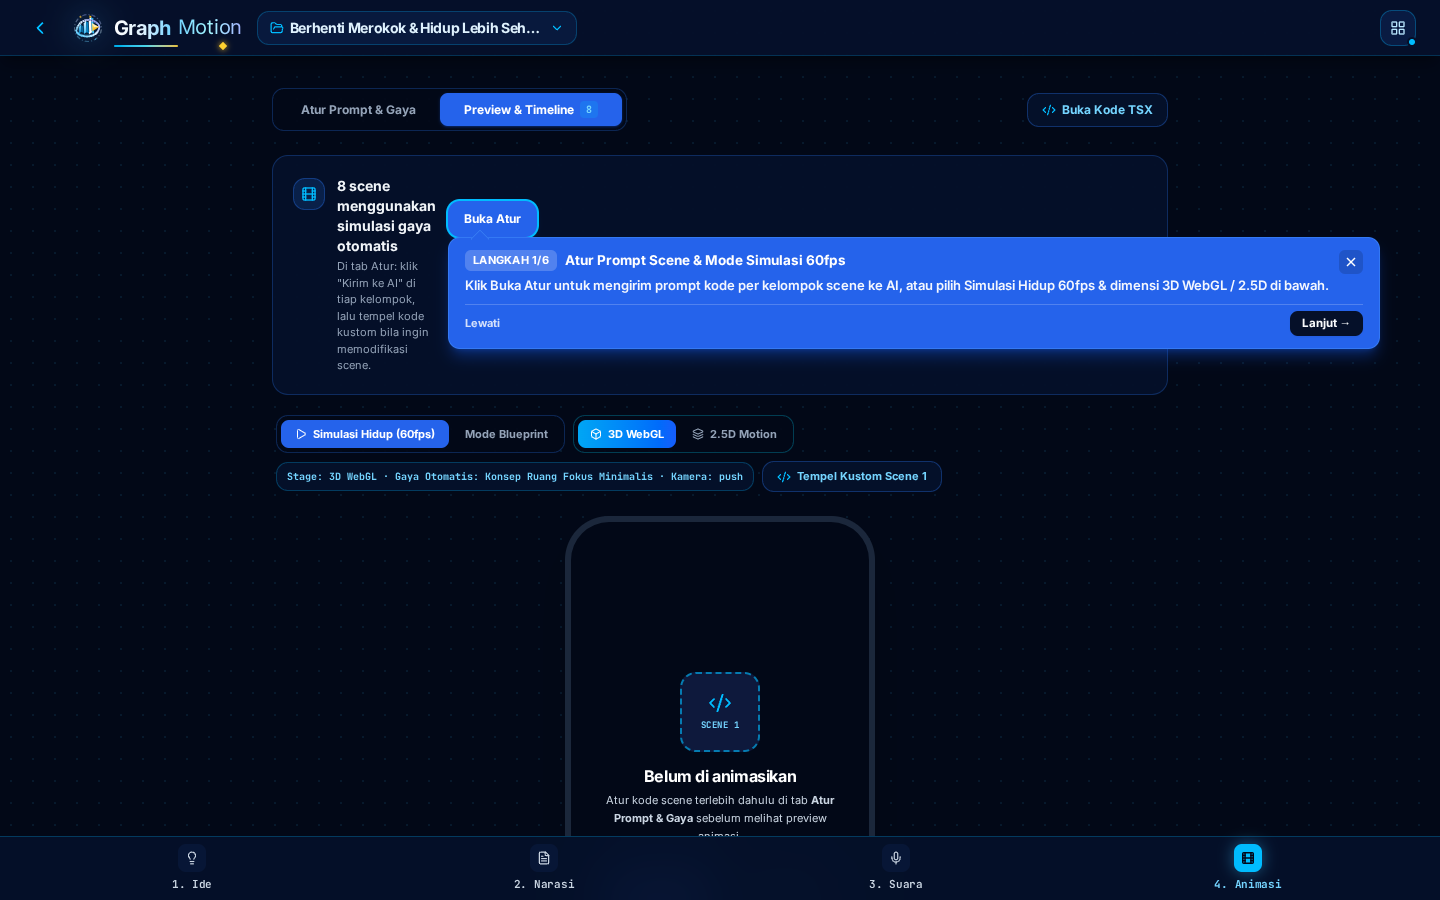 Graph Motion
Berhenti Merokok & Hidup Lebih Seh...
Atur Prompt & Gaya
Preview & Timeline 8
Buka Kode TSX
8 scene
menggunakan
simulasi gaya
otomatis
Di tab Atur: klik
"Kirim ke AI" di
tiap kelompok,
lalu tempel kode
kustom bila ingin
memodifikasi
scene.
Buka Atur
LANGKAH 1/6 Atur Prompt Scene & Mode Simulasi 60fps
Klik Buka Atur untuk mengirim prompt kode per kelompok scene ke AI, atau pilih Simulasi Hidup 60fps & dimensi 3D WebGL / 2.5D di bawah.
Lewati
Lanjut →
Simulasi Hidup (60fps)
Mode Blueprint
3D WebGL
2.5D Motion
Stage: 3D WebGL · Gaya Otomatis: Konsep Ruang Fokus Minimalis · Kamera: push
Tempel Kustom Scene 1
SCENE 1
Belum di animasikan
Atur kode scene terlebih dahulu di tab Atur
Prompt & Gaya sebelum melihat preview
animasi.
1. Ide
2. Narasi
3. Suara
4. Animasi